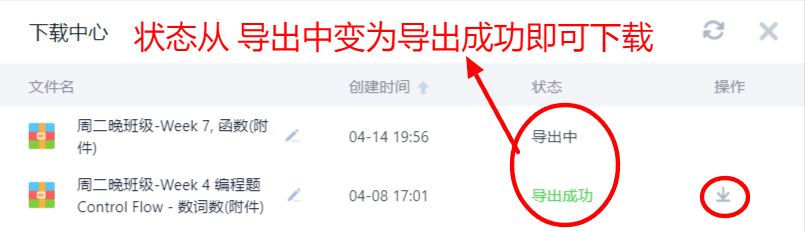 下载中心
状态从 导出中变为导出成功即可下载
文件名 创建时间 状态 操作
周二晚班级-Week 7, 函数(附
件)
04-14 19:56 导出中
周二晚班级-Week 4 编程题
Control Flow - 数词数(附件)
04-08 17:01 导出成功